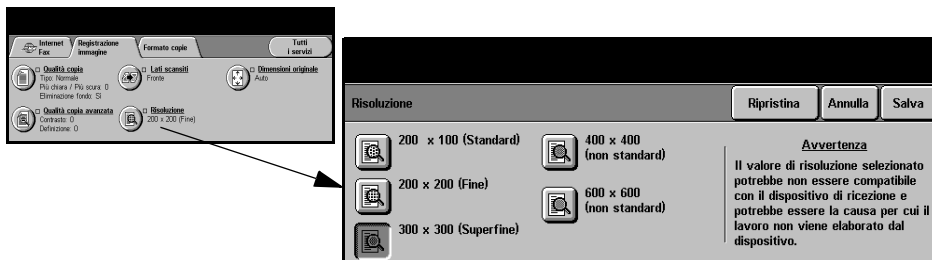 Internet Fax
Registrazione immagine
Formato copie
Tutti i servizi
Qualità copia
Tipo: Normale
Più chiara / Più scura: 0
Eliminazione fondo: Sì
Lati scansiti
Fronte
Dimensioni originale
Auto
Qualità copia avanzata
Contrasto: 0
Definizione: 0
Risoluzione
200 x 200 (Fine)
Risoluzione
Ripristina
Annulla
Salva
200 x 100 (Standard)
200 x 200 (Fine)
300 x 300 (Superfine)
400 x 400
(non standard)
600 x 600
(non standard)
Avvertenza
Il valore di risoluzione selezionato
potrebbe non essere compatibile
con il dispositivo di ricezione e
potrebbe essere la causa per cui il
lavoro non viene elaborato dal
dispositivo.